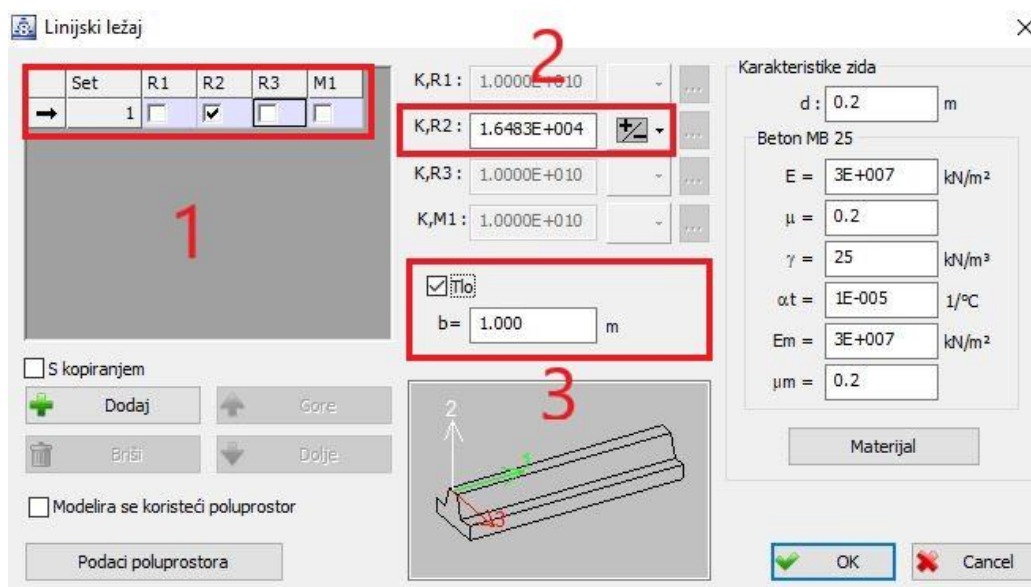 Linijski ležaj
Set R1 R2 R3 M1
1
1
2
K,R1: 1.0000E+010
K,R2: 1.6483E+004
K,R3: 1.0000E+010
K,M1: 1.0000E+010
Tlo
b= 1.000 m
3
Karakteristike zida
d: 0.2 m
Beton MB 25
E = 3E+007 kN/m²
μ = 0.2
γ = 25 kN/m³
αt = 1E-005 1/°C
Em = 3E+007 kN/m²
μm = 0.2
Materijal
S kopiranjem
Dodaj Gore
Briši Dolje
Modelira se koristeći poluprostor
Podaci poluprostora
2
1
3
OK Cancel